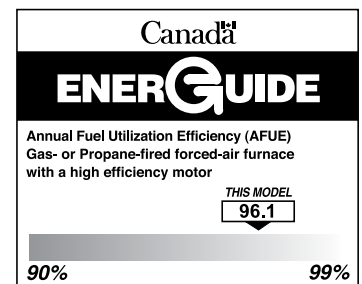 Canada
ENERGUIDE
Annual Fuel Utilization Efficiency (AFUE)
Gas- or Propane-fired forced-air furnace
with a high efficiency motor
THIS MODEL
96.1
90% 99%